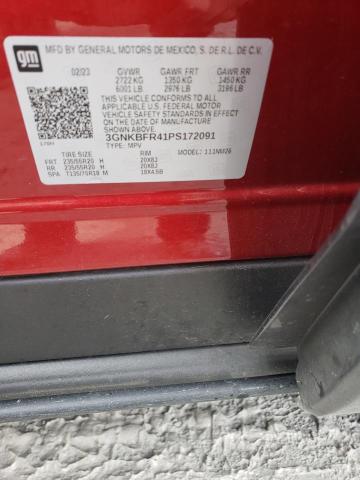 gm
MFD BY GENERAL MOTORS DE MEXICO, S. DE R.L. DE C.V.
02/23 GVWR GAWR FRT GAWR RR
2722 KG 1350 KG 1450 KG
6001 LB 2976 LB 3196 LB
THIS VEHICLE CONFORMS TO ALL
APPLICABLE U.S. FEDERAL MOTOR
VEHICLE SAFETY STANDARDS IN EFFECT
ON THE DATE OF MANUFACTURE
SHOWN ABOVE.
3GNKBFR41PS172091
TYPE: MPV MODEL: 1NM26
TIRE SIZE RIM
FRT 235/55R20 H 20X8J
RR 235/55R20 H 20X8J
SPA T135/70R18 M 18X4.5B